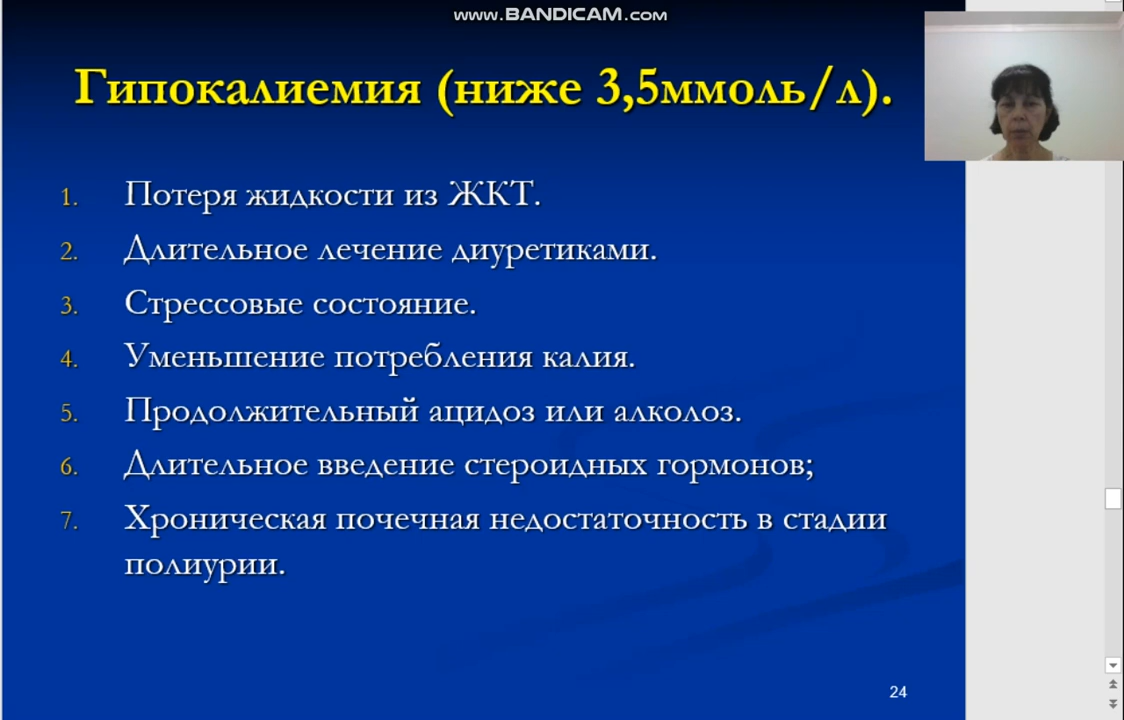 www.BANDICAM.com
Гипокалиемия (ниже 3,5ммоль/л).
1. Потеря жидкости из ЖКТ.
2. Длительное лечение диуретиками.
3. Стрессовые состояние.
4. Уменьшение потребления калия.
5. Продолжительный ацидоз или алколоз.
6. Длительное введение стероидных гормонов;
7. Хроническая почечная недостаточность в стадии
полиурии.
24